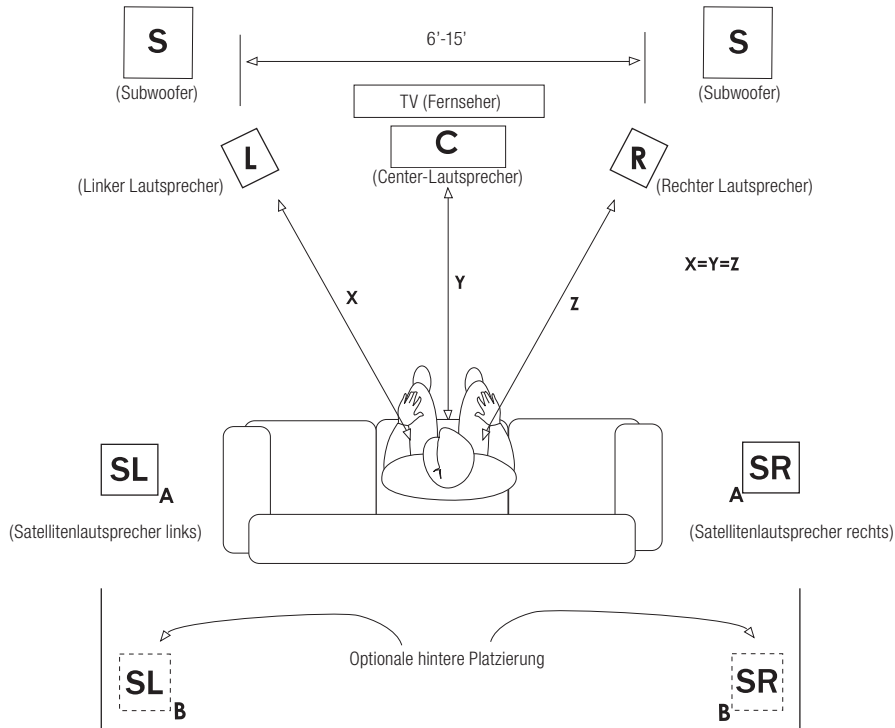 S
(Subwoofer)
6'-15'
S
(Subwoofer)
TV (Fernseher)
L
(Linker Lautsprecher)
C
(Center-Lautsprecher)
R
(Rechter Lautsprecher)
X=Y=Z
X
Y
Z
SL
A
(Satellitenlautsprecher links)
A
SR
(Satellitenlautsprecher rechts)
Optionale hintere Platzierung
SL
B
SR
B